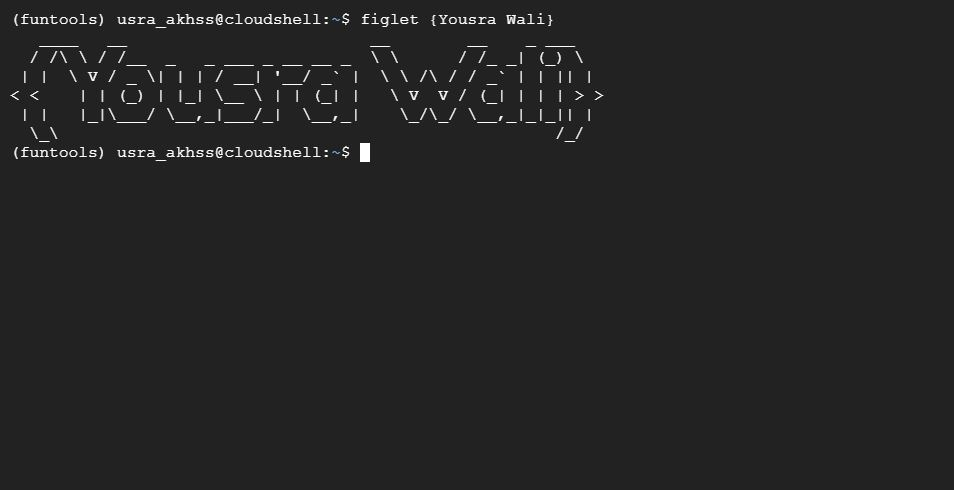 (funtools) usra_akhss@cloudshell:~$ figlet {Yousra Wali}
{Yousra Wali}
(funtools) usra_akhss@cloudshell:~$